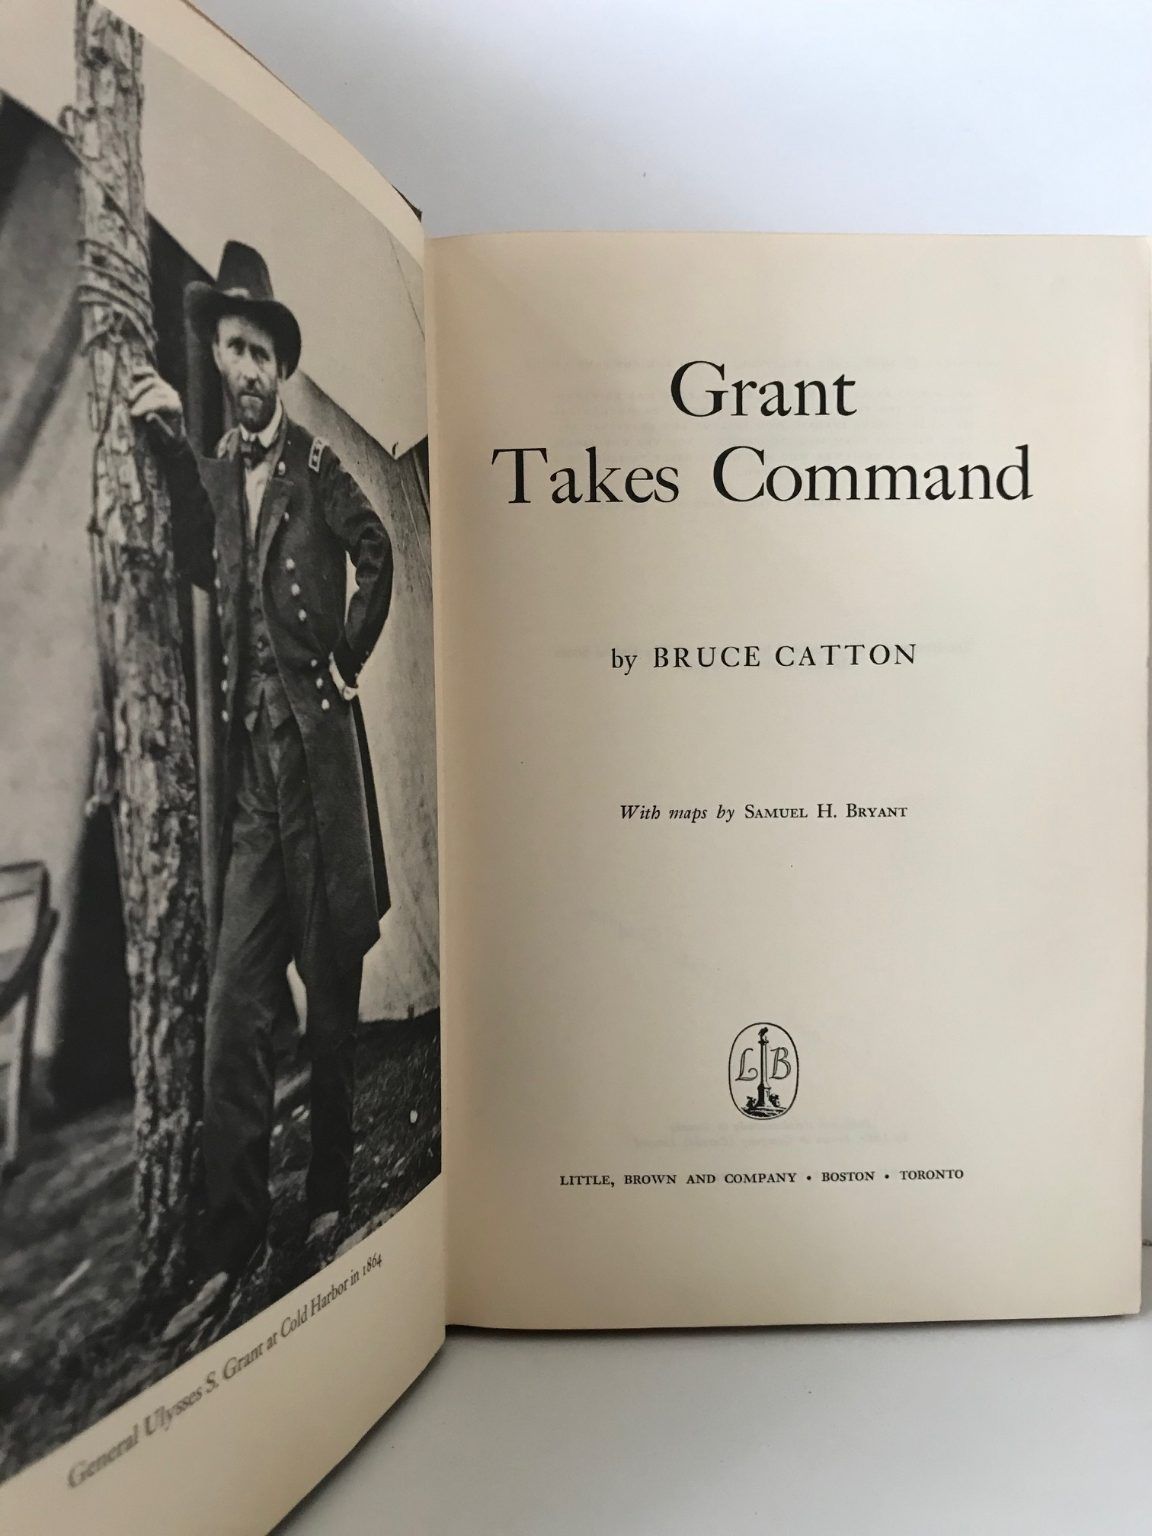 General Ulysses S. Grant at Cold Harbor in 1864
Grant
Takes Command
by BRUCE CATTON
With maps by SAMUEL H. BRYANT
L B
LITTLE, BROWN AND COMPANY • BOSTON • TORONTO